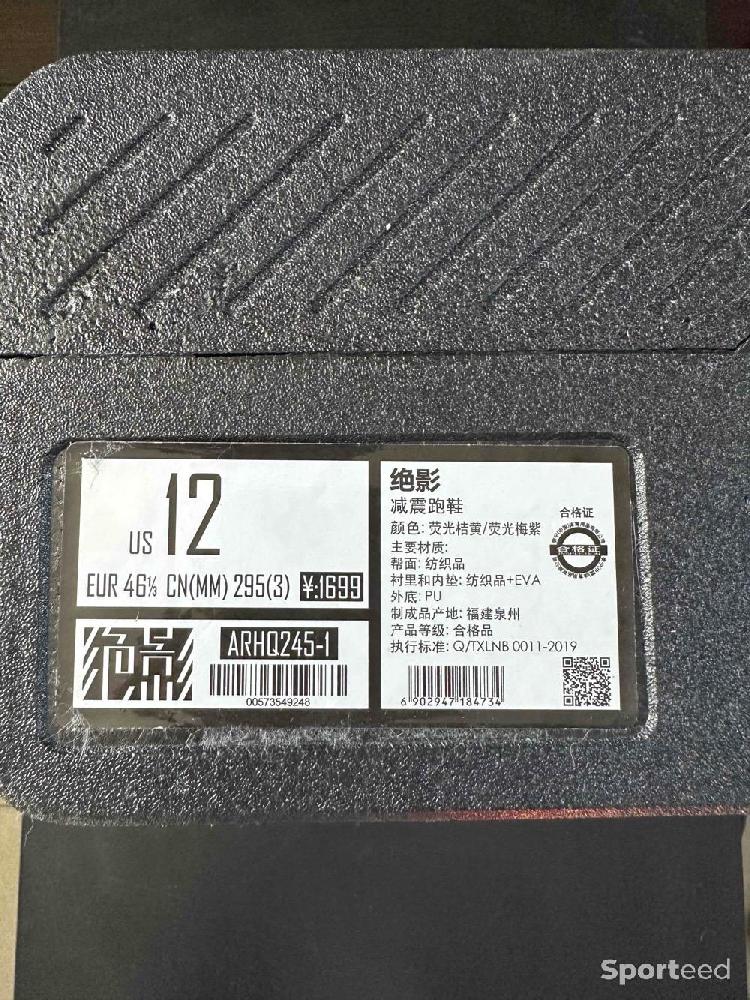 US 12
EUR 46⅔ CN(MM) 295(3) ¥:1699
绝影
ARHQ245-1
00573549248
绝影
减震跑鞋
颜色: 荧光桔黄/荧光梅紫
主要材质:
帮面: 纺织品
衬里和内垫: 纺织品+EVA
外底: PU
制成品产地: 福建泉州
产品等级: 合格品
执行标准: Q/TXLNB 0011-2019
合格证
合格证
6 902947 184734
Sporteed